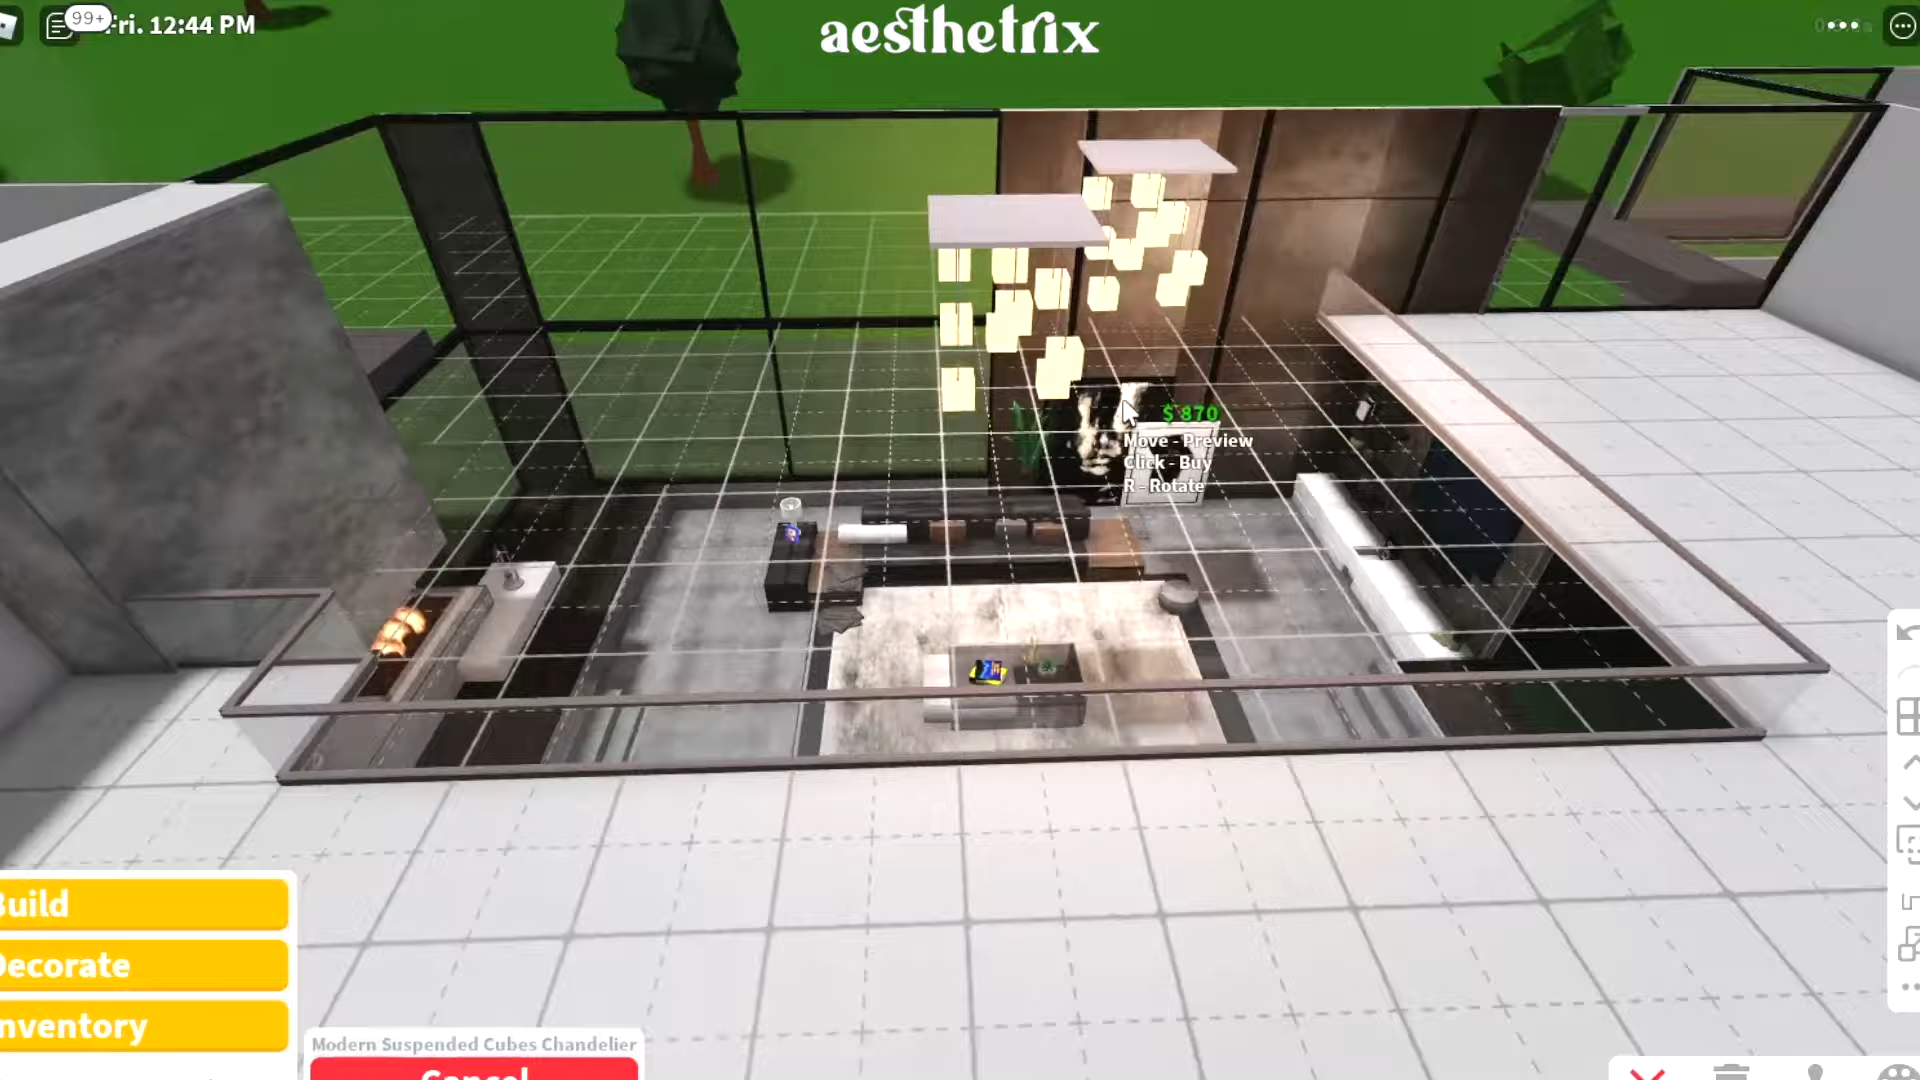 99+
Fri. 12:44 PM
aesthetrix
$ 870
Move - Preview
Click - Buy
R - Rotate
Build
Decorate
Inventory
Modern Suspended Cubes Chandelier
Cancel